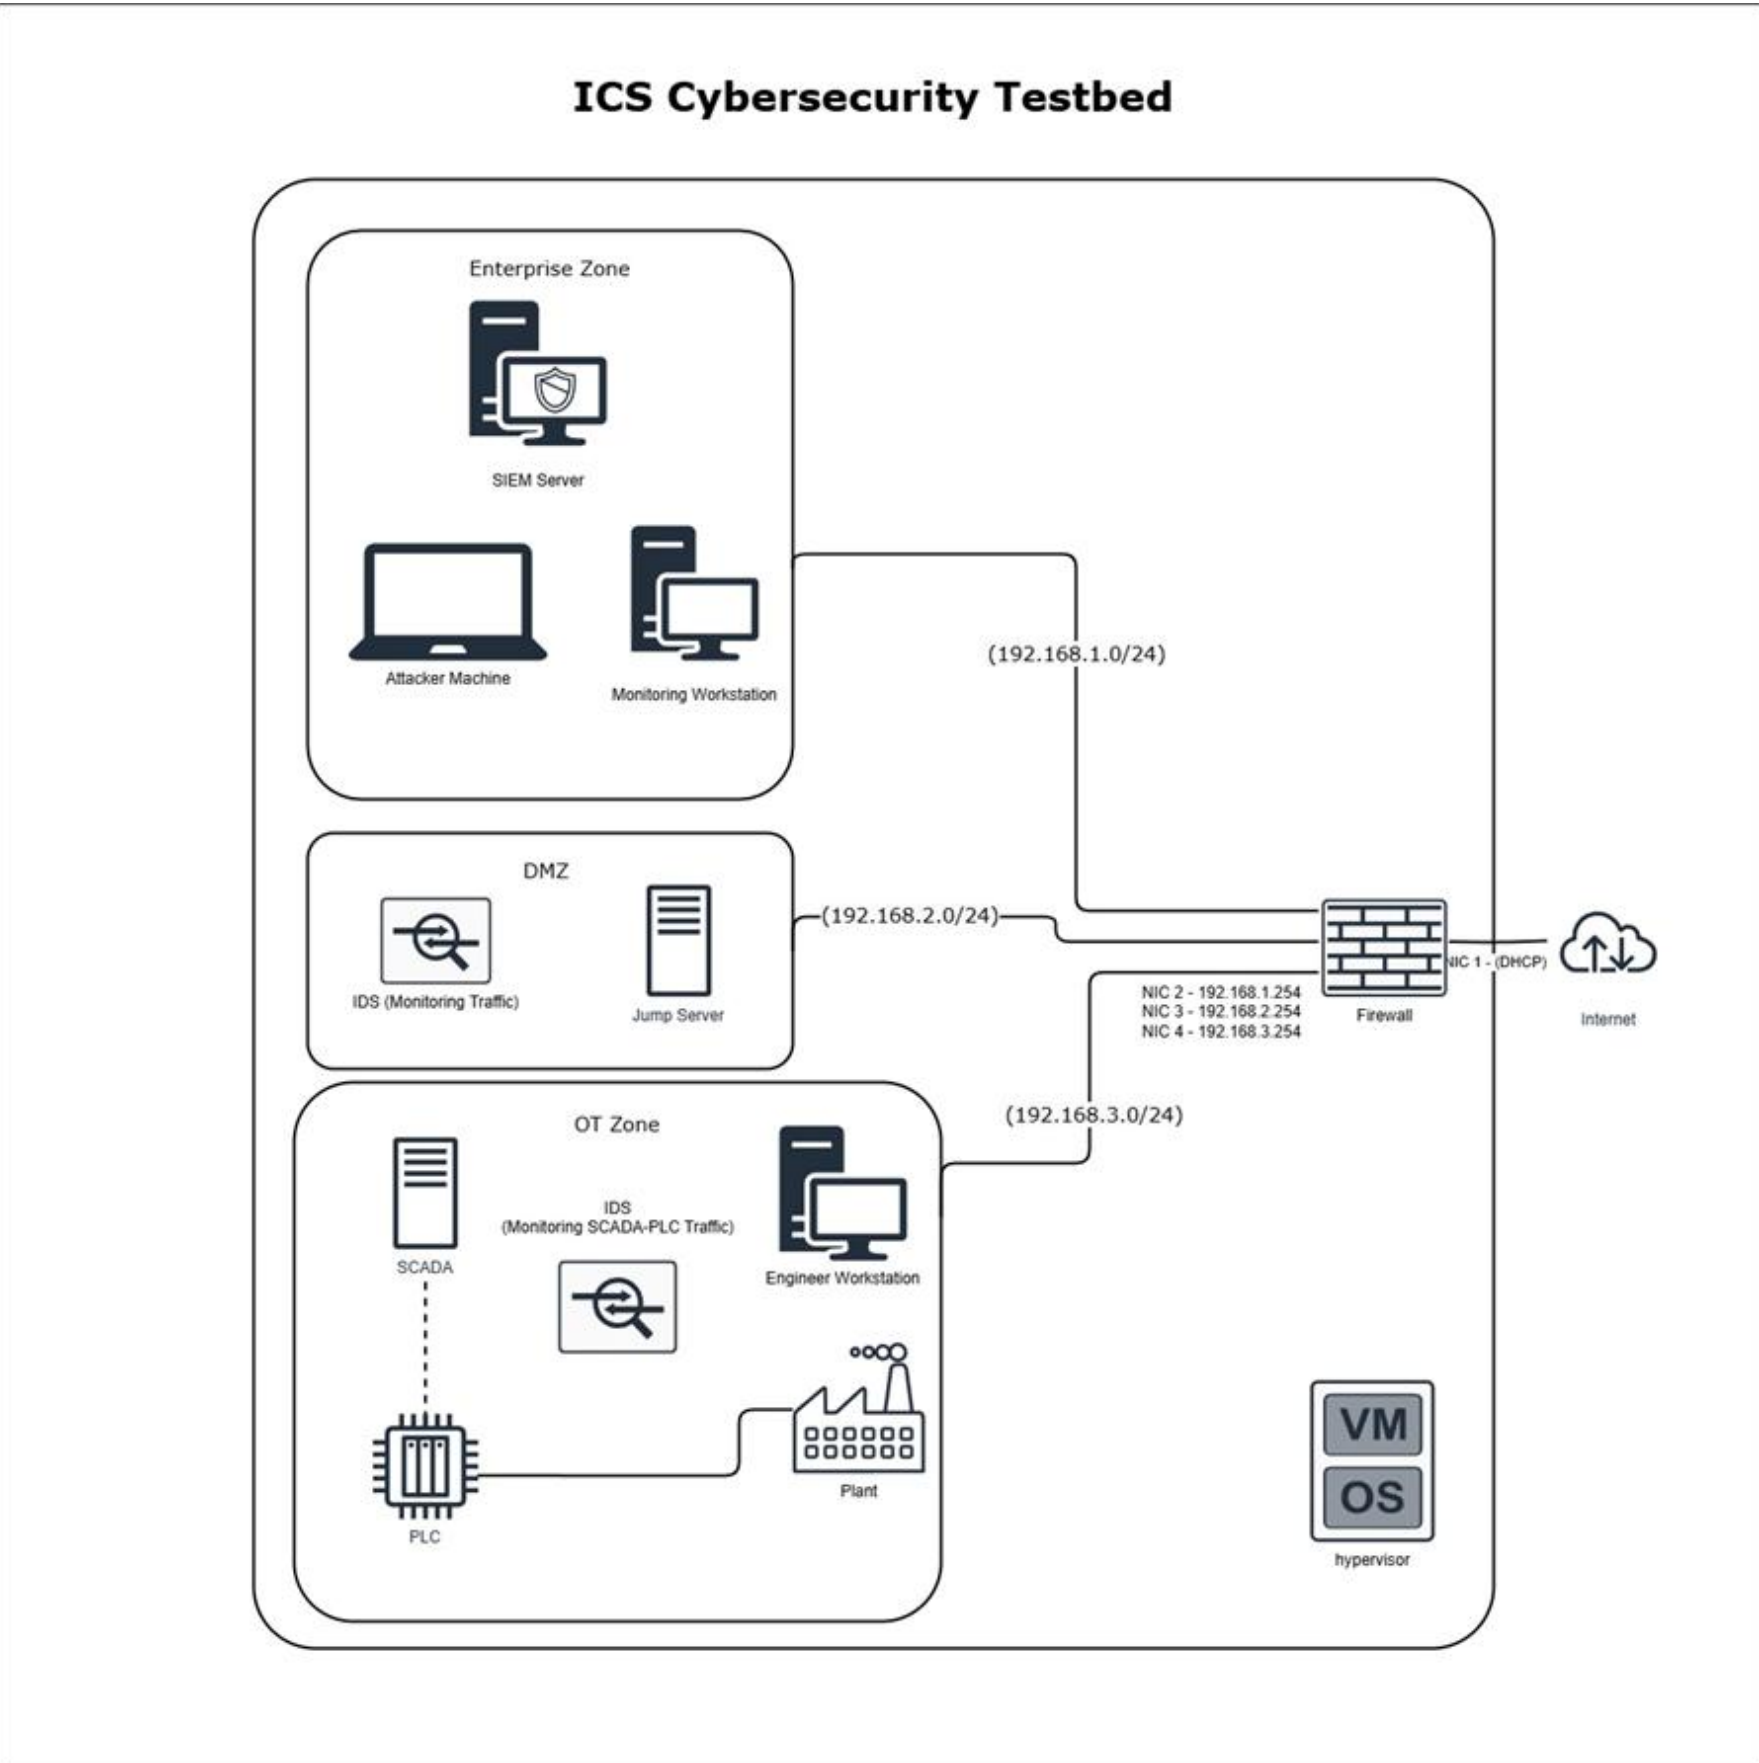 ICS Cybersecurity Testbed
Enterprise Zone
SIEM Server
Attacker Machine
Monitoring Workstation
(192.168.1.0/24)
DMZ
IDS (Monitoring Traffic)
Jump Server
(192.168.2.0/24)
NIC 2 - 192.168.1.254
NIC 3 - 192.168.2.254
NIC 4 - 192.168.3.254
Firewall
NIC 1 - (DHCP)
Internet
(192.168.3.0/24)
OT Zone
SCADA
IDS
(Monitoring SCADA-PLC Traffic)
Engineer Workstation
PLC
Plant
VM
OS
hypervisor